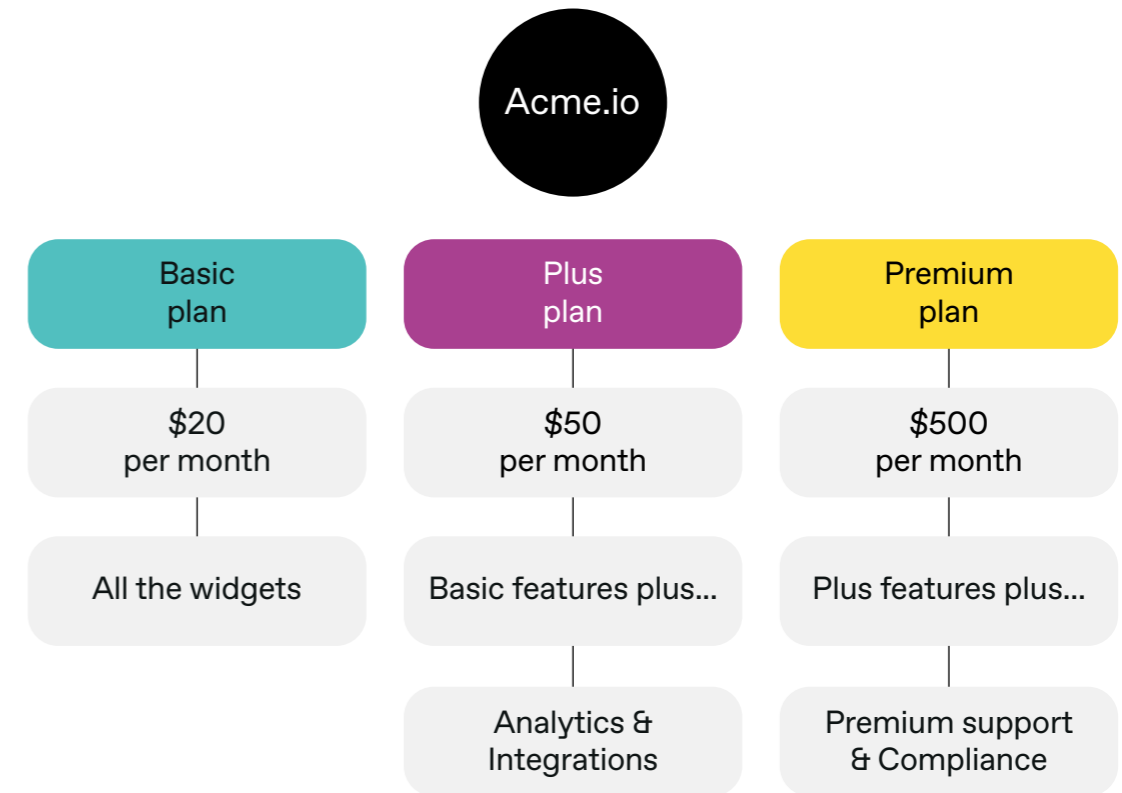 Acme.io
Basic
plan
$20
per month
All the widgets
Plus
plan
$50
per month
Basic features plus...
Analytics &
Integrations
Premium
plan
$500
per month
Plus features plus...
Premium support
& Compliance